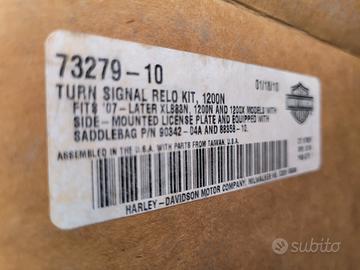 73279-10
01/18/10
TURN SIGNAL RELO KIT, 1200N
FITS '07-LATER XL883N, 1200N AND 1200X MODELS WITH
SIDE-MOUNTED LICENSE PLATE AND EQUIPPED WITH
SADDLEBAG P/N 90342-04A AND 88358-10.
ASSEMBLED IN U.S.A. WITH PARTS FROM TAIWAN, U.S.A.
HARLEY-DAVIDSON MOTOR COMPANY, MILWAUKEE WI
subito